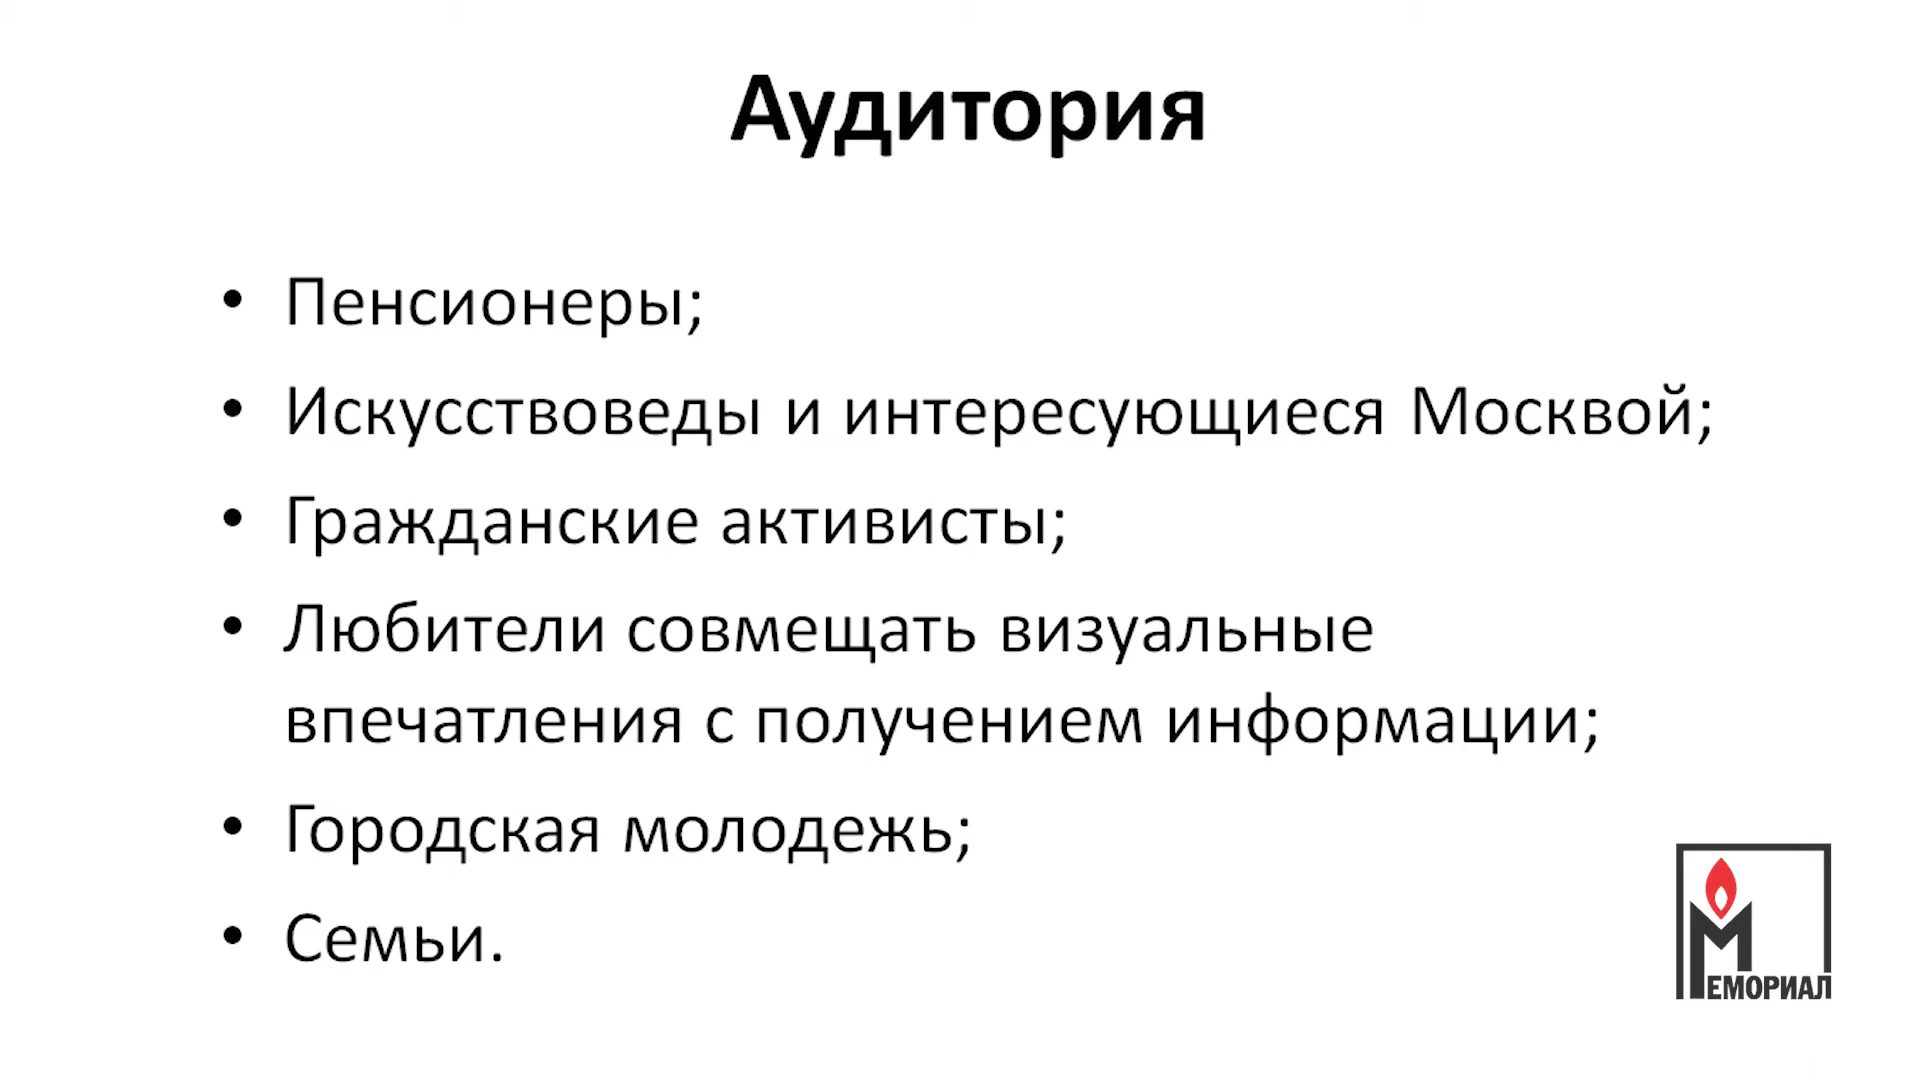 Аудитория
• Пенсионеры;
• Искусствоведы и интересующиеся Москвой;
• Гражданские активисты;
• Любители совмещать визуальные
впечатления с получением информации;
• Городская молодежь;
• Семьи.
МЕМОРИАЛ